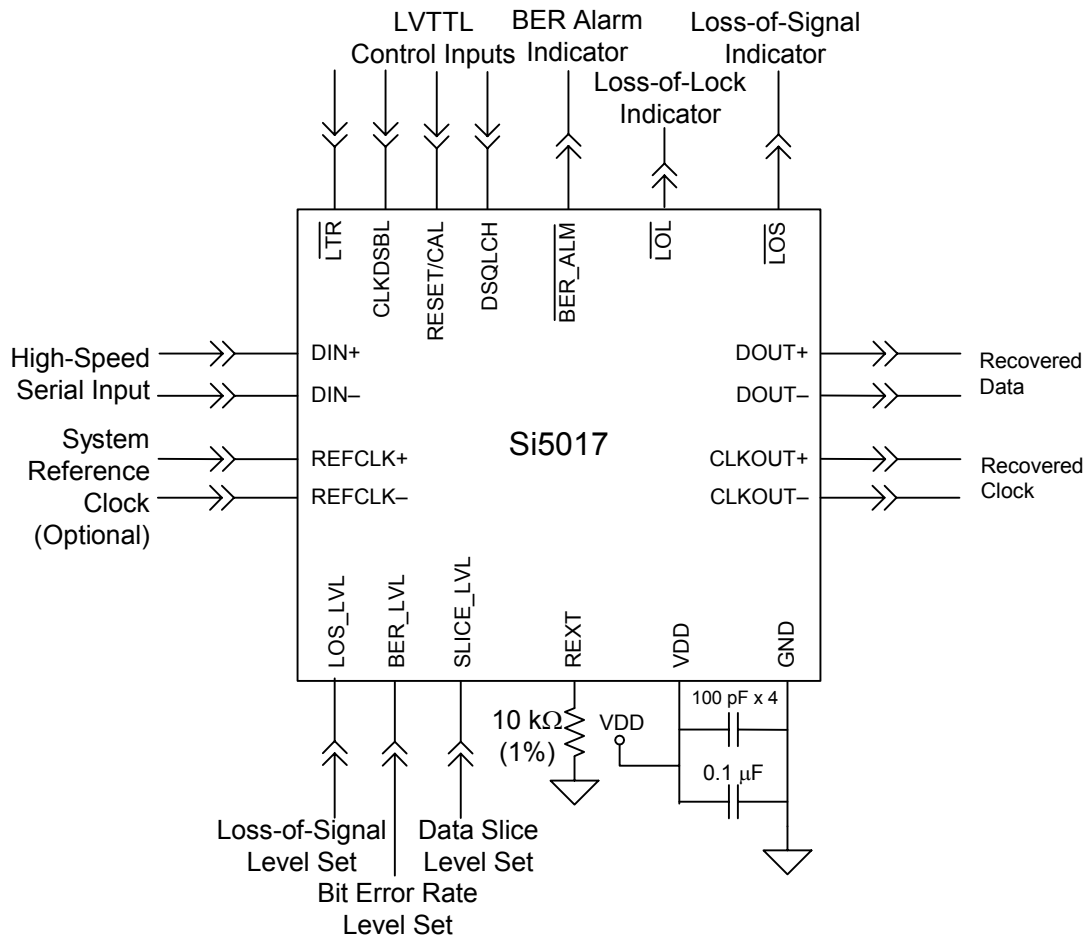 LVTTL
Control Inputs
BER Alarm
Indicator
Loss-of-Lock
Indicator
Loss-of-Signal
Indicator
LTR
CLKDSBL
RESET/CAL
DSQLCH
BER_ALM
LOL
LOS
High-Speed
Serial Input
DIN+
DIN–
System
Reference
Clock
(Optional)
REFCLK+
REFCLK–
Si5017
DOUT+
DOUT–
Recovered
Data
CLKOUT+
CLKOUT–
Recovered
Clock
LOS_LVL
BER_LVL
SLICE_LVL
REXT
VDD
GND
10 kΩ
(1%)
VDD
100 pF x 4
0.1 μF
Loss-of-Signal
Level Set
Data Slice
Level Set
Bit Error Rate
Level Set